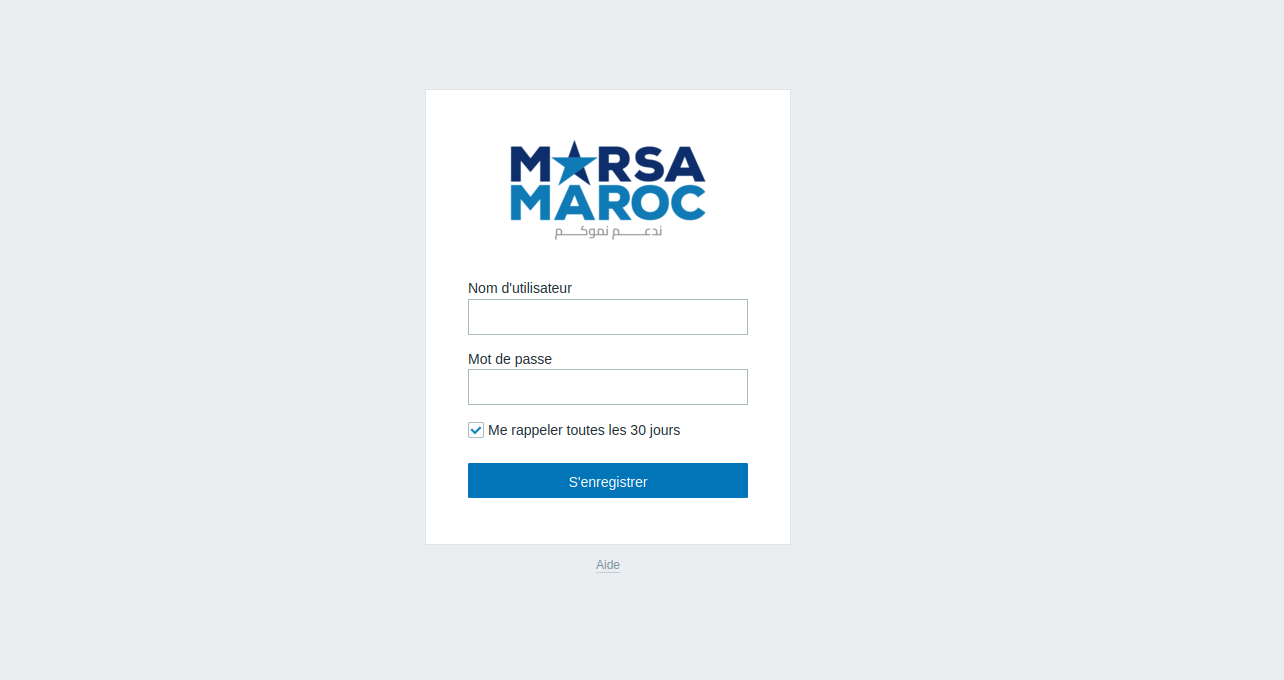 MARSA
MAROC
ندعم نموكم
Nom d'utilisateur
Mot de passe
Me rappeler toutes les 30 jours
S'enregistrer
Aide